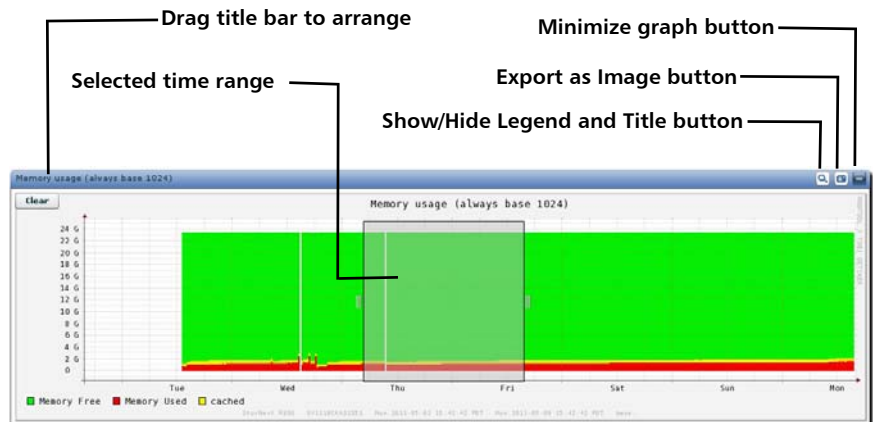 Drag title bar to arrange
Minimize graph button
Selected time range
Export as Image button
Show/Hide Legend and Title button
Memory usage (always base 1024)
Clear
Memory usage (always base 1024)
24 G
22 G
20 G
18 G
16 G
14 G
12 G
10 G
8 G
6 G
4 G
2 G
0
Tue Wed Thu Fri Sat Sun Mon
Memory Free Memory Used cached